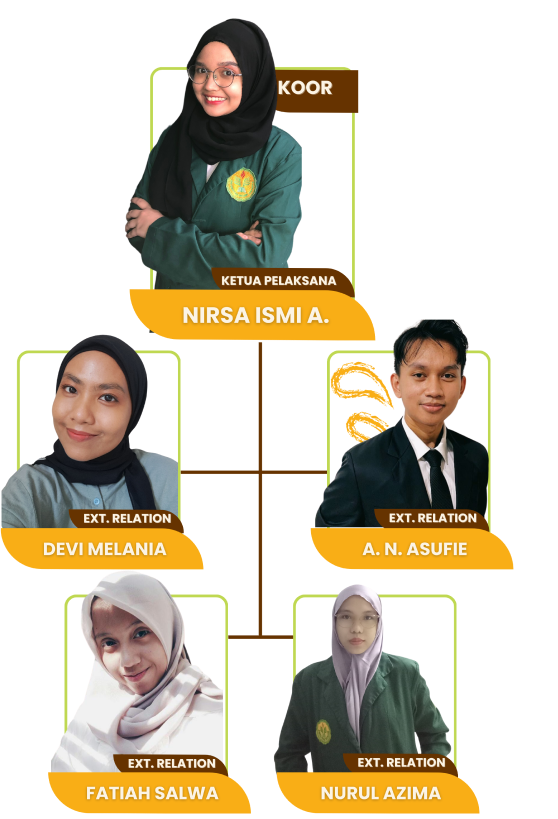 KOOR
KETUA PELAKSANA
NIRSA ISMI A.
EXT. RELATION
DEVI MELANIA
EXT. RELATION
A. N. ASUFIE
EXT. RELATION
FATIAH SALWA
EXT. RELATION
NURUL AZIMA